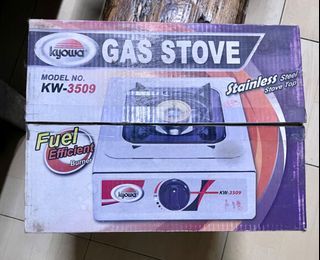 kyowa
GAS STOVE
MODEL NO.
KW-3509
Stainless Steel
Stove Top
Fuel
Efficient
Burner
kyowa
KW-3509